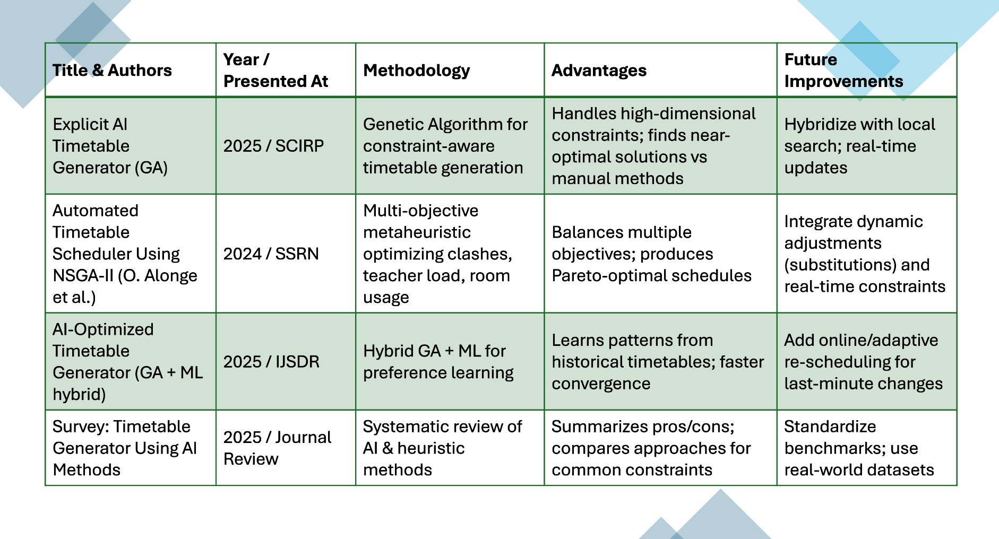 Title & Authors
Year /
Presented At
Methodology
Advantages
Future
Improvements
Explicit AI
Timetable
Generator (GA)
2025 / SCIRP
Genetic Algorithm for
constraint-aware
timetable generation
Handles high-dimensional
constraints; finds near-
optimal solutions vs
manual methods
Hybridize with local
search; real-time
updates
Automated
Timetable
Scheduler Using
NSGA-II (O. Alonge
et al.)
2024 / SSRN
Multi-objective
metaheuristic
optimizing clashes,
teacher load, room
usage
Balances multiple
objectives; produces
Pareto-optimal schedules
Integrate dynamic
adjustments
(substitutions) and
real-time constraints
AI-Optimized
Timetable
Generator (GA + ML
hybrid)
2025 / IJSDR
Hybrid GA + ML for
preference learning
Learns patterns from
historical timetables; faster
convergence
Add online/adaptive
re-scheduling for
last-minute changes
Survey: Timetable
Generator Using AI
Methods
2025 / Journal
Review
Systematic review of
AI & heuristic
methods
Summarizes pros/cons;
compares approaches for
common constraints
Standardize
benchmarks; use
real-world datasets